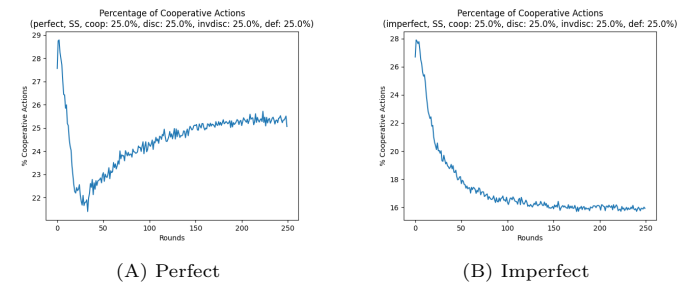 Percentage of Cooperative Actions
(perfect, SS, coop: 25.0%, disc: 25.0%, invdisc: 25.0%, def: 25.0%)
% Cooperative Actions
29
28
27
26
25
24
23
22
0
50
100
150
200
250
Rounds
(A) Perfect
Percentage of Cooperative Actions
(imperfect, SS, coop: 25.0%, disc: 25.0%, invdisc: 25.0%, def: 25.0%)
% Cooperative Actions
28
26
24
22
20
18
16
0
50
100
150
200
250
Rounds
(B) Imperfect